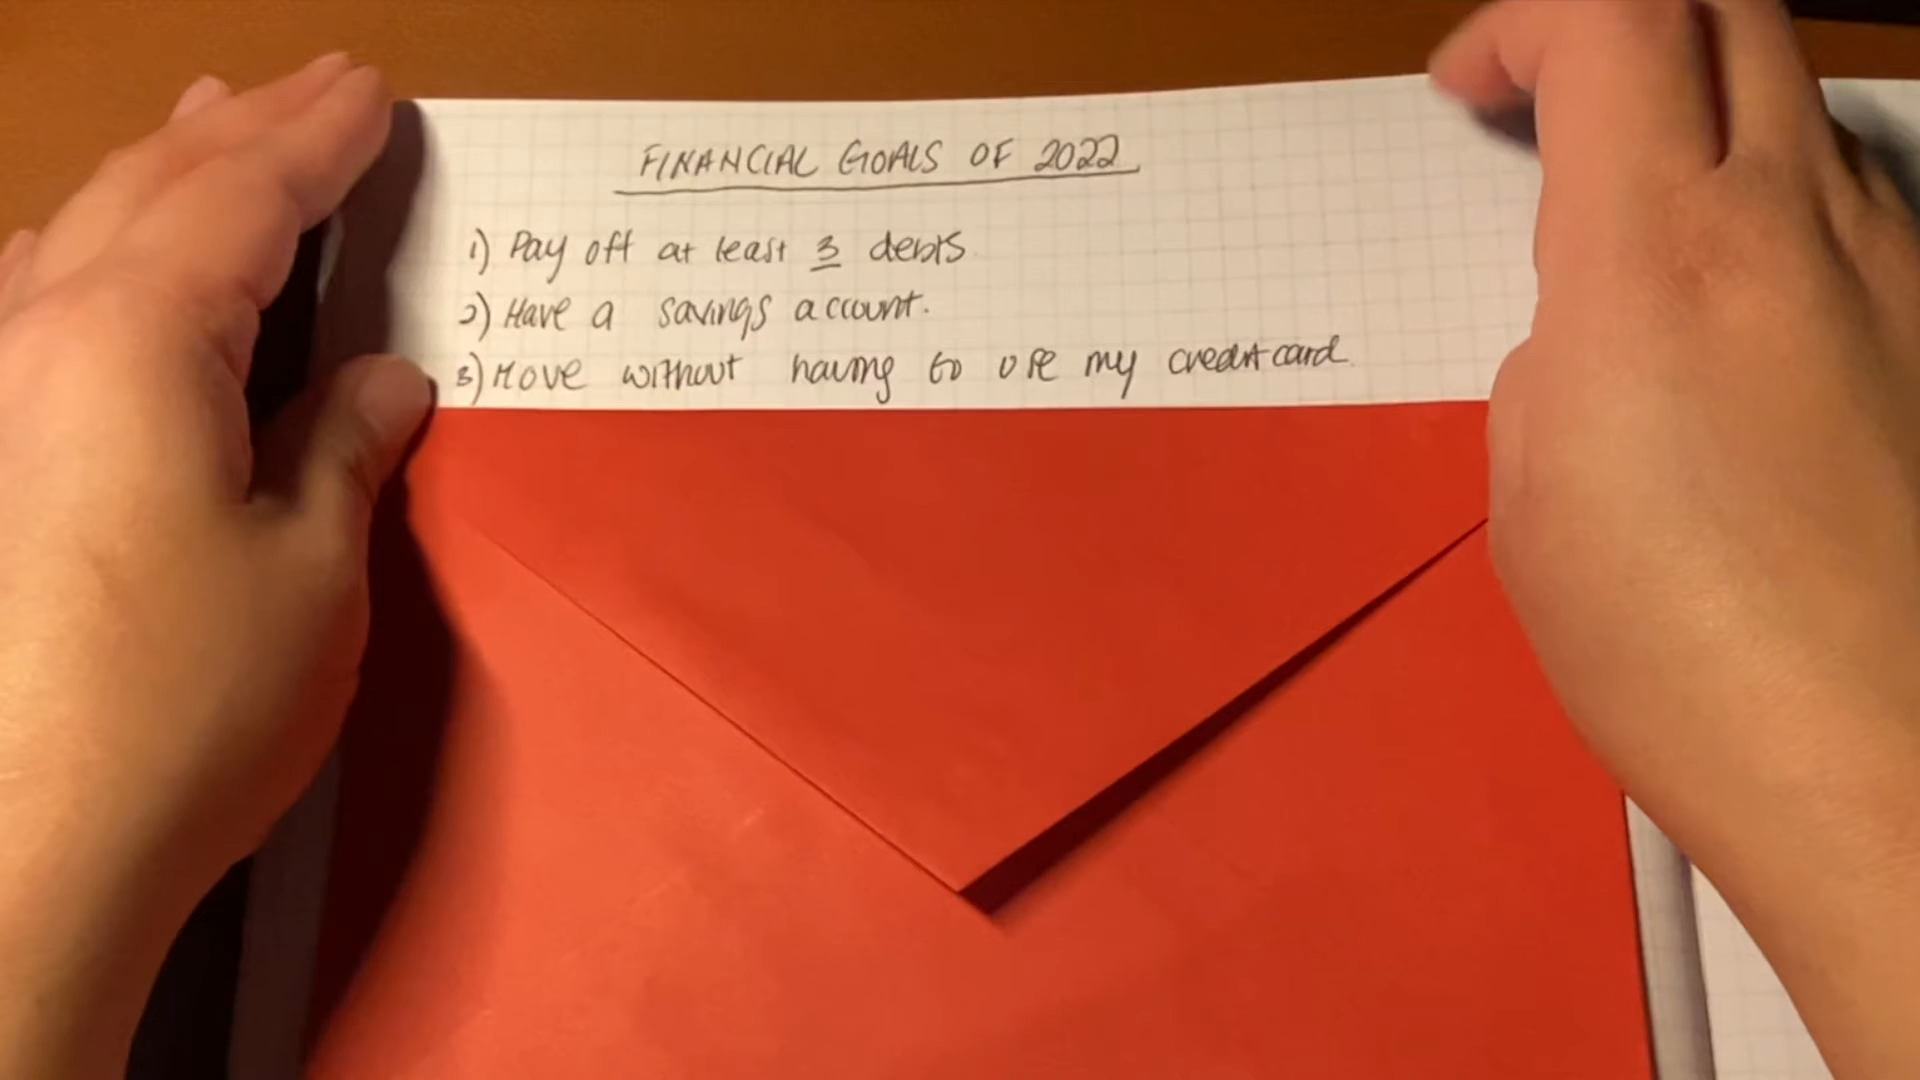 FINANCIAL GOALS OF 2022
1) Pay off at least 3 debts
2) Have a savings account.
3) Move without having to use my credit card.